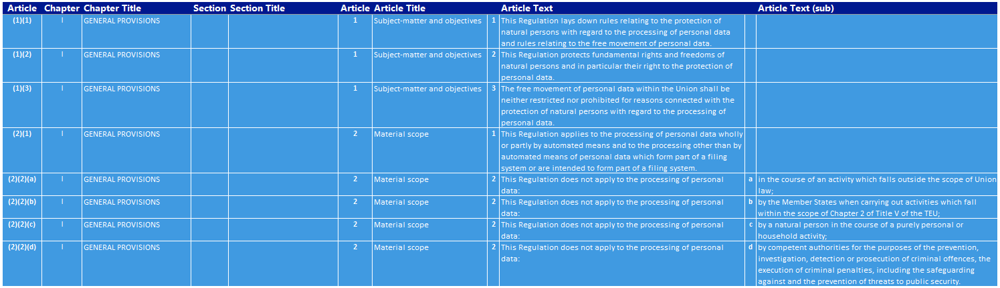 Article Chapter Chapter Title Section Section Title Article Article Title Article Text Article Text (sub)
(1)(1) I GENERAL PROVISIONS 1 Subject-matter and objectives 1 This Regulation lays down rules relating to the protection of
natural persons with regard to the processing of personal data
and rules relating to the free movement of personal data.
(1)(2) I GENERAL PROVISIONS 1 Subject-matter and objectives 2 This Regulation protects fundamental rights and freedoms of
natural persons and in particular their right to the protection of
personal data.
(1)(3) I GENERAL PROVISIONS 1 Subject-matter and objectives 3 The free movement of personal data within the Union shall be
neither restricted nor prohibited for reasons connected with the
protection of natural persons with regard to the processing of
personal data.
(2)(1) I GENERAL PROVISIONS 2 Material scope 1 This Regulation applies to the processing of personal data wholly
or partly by automated means and to the processing other than by
automated means of personal data which form part of a filing
system or are intended to form part of a filing system.
(2)(2)(a) I GENERAL PROVISIONS 2 Material scope 2 This Regulation does not apply to the processing of personal a in the course of an activity which falls outside the scope of Union
data: law;
(2)(2)(b) I GENERAL PROVISIONS 2 Material scope 2 This Regulation does not apply to the processing of personal b by the Member States when carrying out activities which fall
data: within the scope of Chapter 2 of Title V of the TEU;
(2)(2)(c) I GENERAL PROVISIONS 2 Material scope 2 This Regulation does not apply to the processing of personal c by a natural person in the course of a purely personal or
data: household activity;
(2)(2)(d) I GENERAL PROVISIONS 2 Material scope 2 This Regulation does not apply to the processing of personal d by competent authorities for the purposes of the prevention,
data: investigation, detection or prosecution of criminal offences, the
execution of criminal penalties, including the safeguarding
against and the prevention of threats to public security.